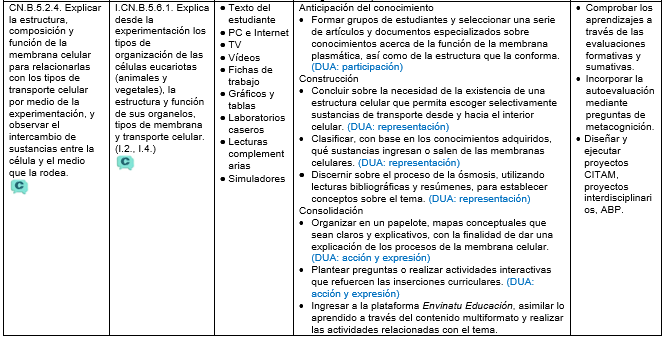 CN.B.5.2.4. Explicar
la estructura,
composición y
función de la
membrana celular
para relacionarlas
con los tipos de
transporte celular
por medio de la
experimentación, y
observar el
intercambio de
sustancias entre la
célula y el medio
que la rodea.
C
I.CN.B.5.6.1. Explica
desde la
experimentación los
tipos de
organización de las
células eucariotas
(animales y
vegetales), la
estructura y función
de sus organelos,
tipos de membrana
y transporte celular.
(I.2., I.4.)
C
● Texto del
estudiante
● PC e Internet
● TV
● Vídeos
● Fichas de
trabajo
● Gráficos y
tablas
● Laboratorios
caseros
● Lecturas
complement
arias
● Simuladores
Anticipación del conocimiento
• Formar grupos de estudiantes y seleccionar una serie
de artículos y documentos especializados sobre
conocimientos acerca de la función de la membrana
plasmática, así como de la estructura que la conforma.
(DUA: participación)
Construcción
• Concluir sobre la necesidad de la existencia de una
estructura celular que permita escoger selectivamente
sustancias de transporte desde y hacia el interior
celular. (DUA: representación)
• Clasificar, con base en los conocimientos adquiridos,
qué sustancias ingresan o salen de las membranas
celulares. (DUA: representación)
• Discernir sobre el proceso de la ósmosis, utilizando
lecturas bibliográficas y resúmenes, para establecer
conceptos sobre el tema. (DUA: representación)
Consolidación
• Organizar en un papelote, mapas conceptuales que
sean claros y explicativos, con la finalidad de dar una
explicación de los procesos de la membrana celular.
(DUA: acción y expresión)
• Plantear preguntas o realizar actividades interactivas
que refuercen las inserciones curriculares. (DUA:
acción y expresión)
• Ingresar a la plataforma Envinatu Educación, asimilar lo
aprendido a través del contenido multiformato y realizar
las actividades relacionadas con el tema.
• Comprobar los
aprendizajes a
través de las
evaluaciones
formativas y
sumativas.
• Incorporar la
autoevaluación
mediante
preguntas de
metacognición.
• Diseñar y
ejecutar
proyectos
CITAM,
proyectos
interdisciplinari
os, ABP.